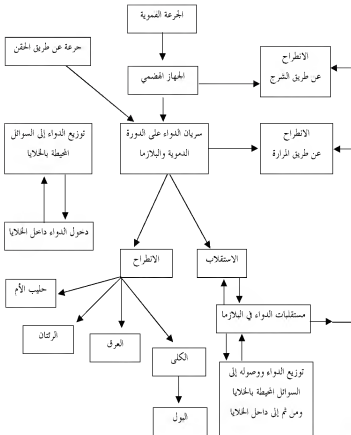 الجرعة الفموية
جرعة عن طريق الحقن
الجهاز الهضمي
الانطراح
عن طريق الشرج
توزيع الدواء إلى السوائل
المحيطة بالخلايا
سريان الدواء على الدورة
الدموية والبلازما
الانطراح
عن طريق المرارة
دخول الدواء داخل الخلايا
الانطراح
الاستقلاب
حليب الأم
الرئتان
العرق
الكلى
البول
مستقلبات الدواء في البلازما
توزيع الدواء ووصوله إلى
السوائل المحيطة بالخلايا
ومن ثم إلى داخل الخلايا